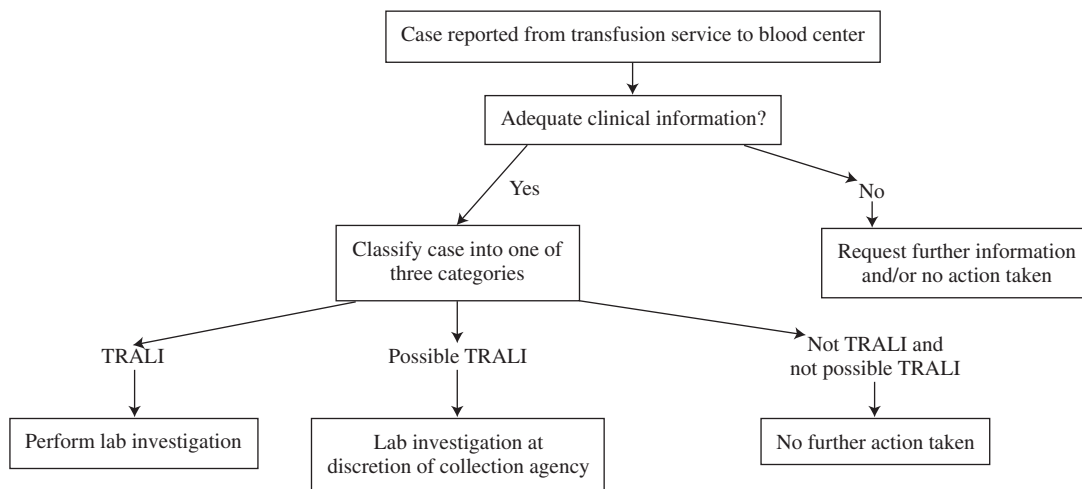 Case reported from transfusion service to blood center
Adequate clinical information?
Yes
No
Classify case into one of
three categories
Request further information
and/or no action taken
TRALI
Possible TRALI
Not TRALI and
not possible TRALI
Perform lab investigation
Lab investigation at
discretion of collection agency
No further action taken